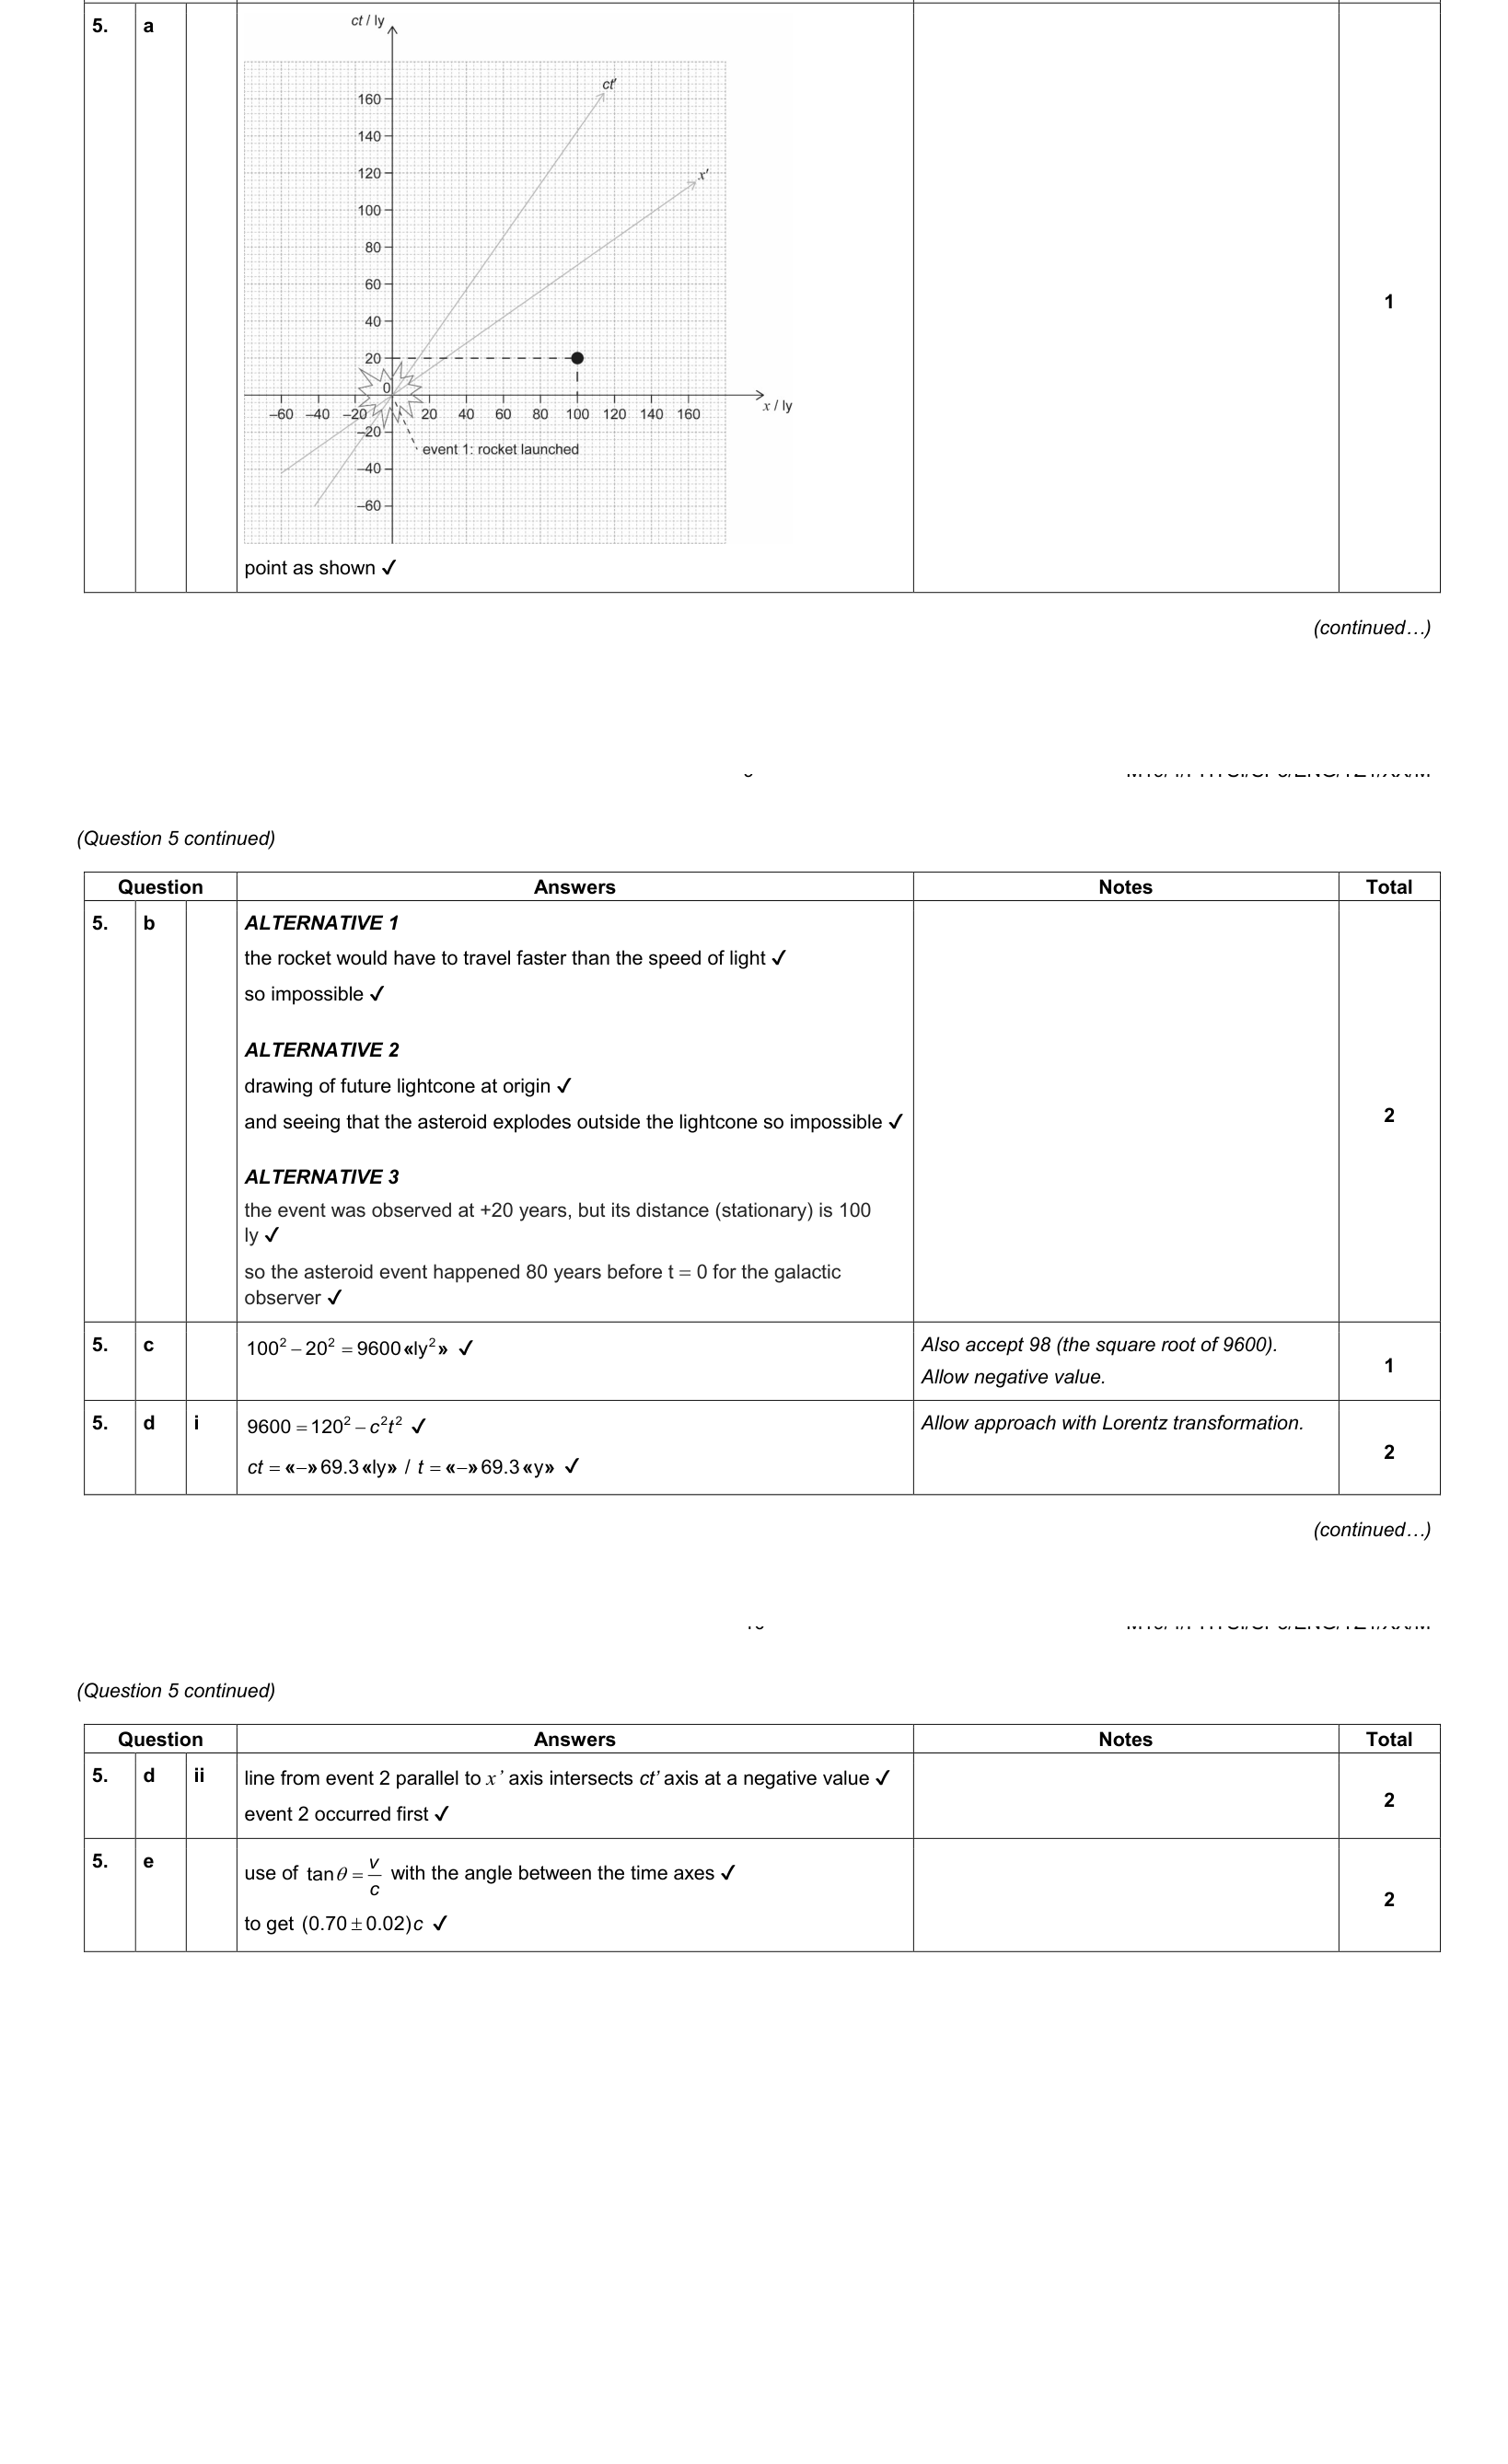 5. a
ct / ly
ct′
160
140
x′
120
100
80
60
40
20
0
–60 –40 –20 20 40 60 80 100 120 140 160
x / ly
–20
event 1: rocket launched
–40
–60
point as shown ✓
1
(continued…)
(Question 5 continued)
Question Answers Notes Total
5. b ALTERNATIVE 1
the rocket would have to travel faster than the speed of light ✓
so impossible ✓
ALTERNATIVE 2
drawing of future lightcone at origin ✓
and seeing that the asteroid explodes outside the lightcone so impossible ✓
2
ALTERNATIVE 3
the event was observed at +20 years, but its distance (stationary) is 100
ly ✓
so the asteroid event happened 80 years before t = 0 for the galactic
observer ✓
5. c 100² – 20² = 9600 «ly²» ✓ Also accept 98 (the square root of 9600).
Allow negative value.
1
5. d i 9600 = 120² – c²t² ✓ Allow approach with Lorentz transformation.
ct = «–» 69.3 «ly» / t = «–» 69.3 «y» ✓
2
(continued…)
(Question 5 continued)
Question Answers Notes Total
5. d ii line from event 2 parallel to x’ axis intersects ct’ axis at a negative value ✓
event 2 occurred first ✓
2
5. e use of tan θ = v/c with the angle between the time axes ✓
to get (0.70 ± 0.02)c ✓
2